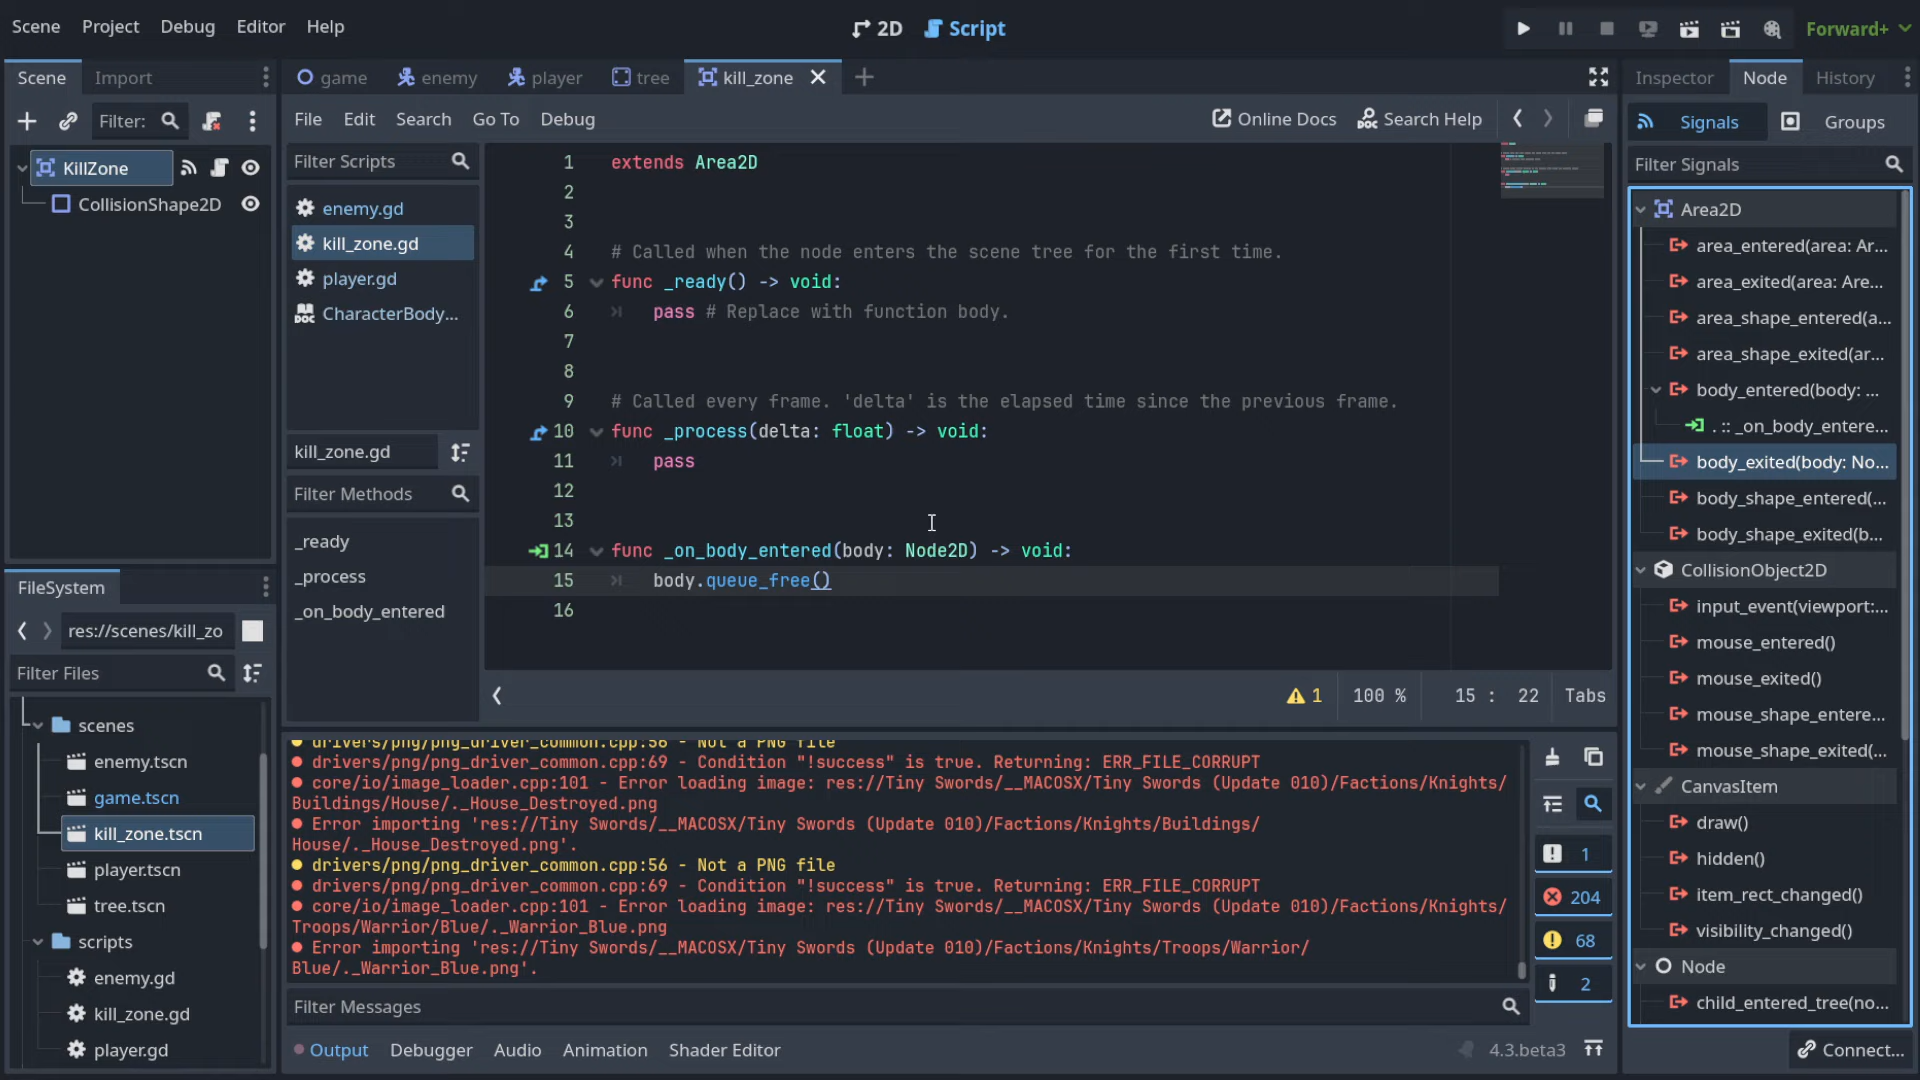 Scene Project Debug Editor Help
2D Script
Forward+
Scene Import
Filter:
KillZone
CollisionShape2D
FileSystem
res://scenes/kill_zo
Filter Files
scenes
enemy.tscn
game.tscn
kill_zone.tscn
player.tscn
tree.tscn
scripts
enemy.gd
kill_zone.gd
player.gd
game enemy player tree kill_zone
File Edit Search Go To Debug
Online Docs Search Help
Filter Scripts
enemy.gd
kill_zone.gd
player.gd
DOC CharacterBody...
kill_zone.gd
Filter Methods
_ready
_process
_on_body_entered
1 extends Area2D
2
3
4 # Called when the node enters the scene tree for the first time.
5 func _ready() -> void:
6 pass # Replace with function body.
7
8
9 # Called every frame. 'delta' is the elapsed time since the previous frame.
10 func _process(delta: float) -> void:
11 pass
12
13
14 func _on_body_entered(body: Node2D) -> void:
15 body.queue_free()
16
1 100 % 15 : 22 Tabs
drivers/png/png_driver_common.cpp:56 - Not a PNG file
drivers/png/png_driver_common.cpp:69 - Condition "!success" is true. Returning: ERR_FILE_CORRUPT
core/io/image_loader.cpp:101 - Error loading image: res://Tiny Swords/__MACOSX/Tiny Swords (Update 010)/Factions/Knights/
Buildings/House/._House_Destroyed.png
Error importing 'res://Tiny Swords/__MACOSX/Tiny Swords (Update 010)/Factions/Knights/Buildings/
House/._House_Destroyed.png'.
drivers/png/png_driver_common.cpp:56 - Not a PNG file
drivers/png/png_driver_common.cpp:69 - Condition "!success" is true. Returning: ERR_FILE_CORRUPT
core/io/image_loader.cpp:101 - Error loading image: res://Tiny Swords/__MACOSX/Tiny Swords (Update 010)/Factions/Knights/
Troops/Warrior/Blue/._Warrior_Blue.png
Error importing 'res://Tiny Swords/__MACOSX/Tiny Swords (Update 010)/Factions/Knights/Troops/Warrior/
Blue/._Warrior_Blue.png'.
1
204
68
2
Filter Messages
Output Debugger Audio Animation Shader Editor
4.3.beta3
Inspector Node History
Signals Groups
Filter Signals
Area2D
area_entered(area: Ar...
area_exited(area: Are...
area_shape_entered(a...
area_shape_exited(ar...
body_entered(body: ...
. :: _on_body_entere...
body_exited(body: No...
body_shape_entered(...
body_shape_exited(b...
CollisionObject2D
input_event(viewport:...
mouse_entered()
mouse_exited()
mouse_shape_entere...
mouse_shape_exited(...
CanvasItem
draw()
hidden()
item_rect_changed()
visibility_changed()
Node
child_entered_tree(no...
Connect...